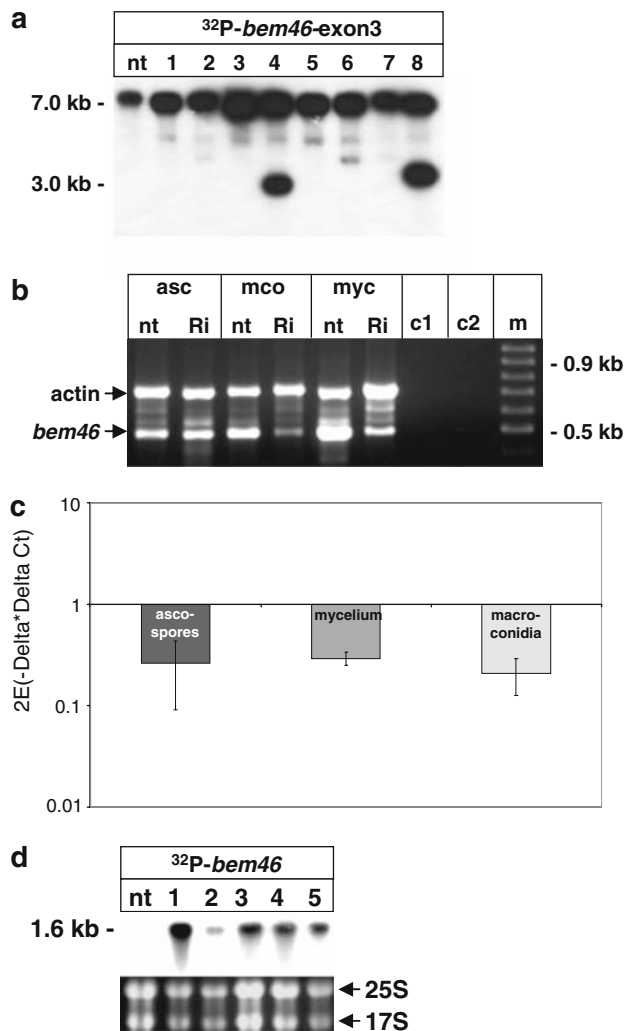 a
³²P-bem46-exon3
nt 1 2 3 4 5 6 7 8
7.0 kb -
3.0 kb -
b
asc mco myc
nt Ri nt Ri nt Ri c1 c2 m
- 0.9 kb
actin
bem46
- 0.5 kb
c
2E(-Delta*Delta Ct)
10
1
0.1
0.01
asco-
spores
mycelium
macro-
conidia
d
³²P-bem46
nt 1 2 3 4 5
1.6 kb -
25S
17S